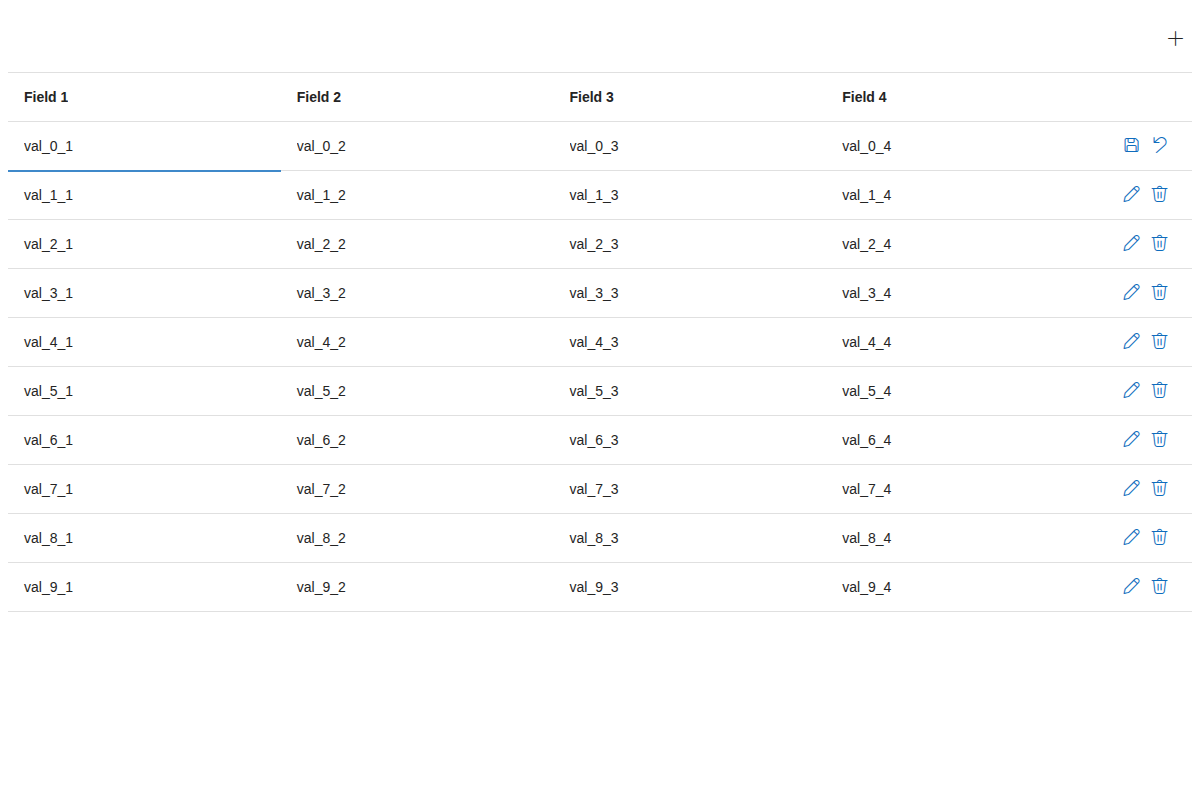 Field 1 Field 2 Field 3 Field 4
val_0_1 val_0_2 val_0_3 val_0_4
val_1_1 val_1_2 val_1_3 val_1_4
val_2_1 val_2_2 val_2_3 val_2_4
val_3_1 val_3_2 val_3_3 val_3_4
val_4_1 val_4_2 val_4_3 val_4_4
val_5_1 val_5_2 val_5_3 val_5_4
val_6_1 val_6_2 val_6_3 val_6_4
val_7_1 val_7_2 val_7_3 val_7_4
val_8_1 val_8_2 val_8_3 val_8_4
val_9_1 val_9_2 val_9_3 val_9_4